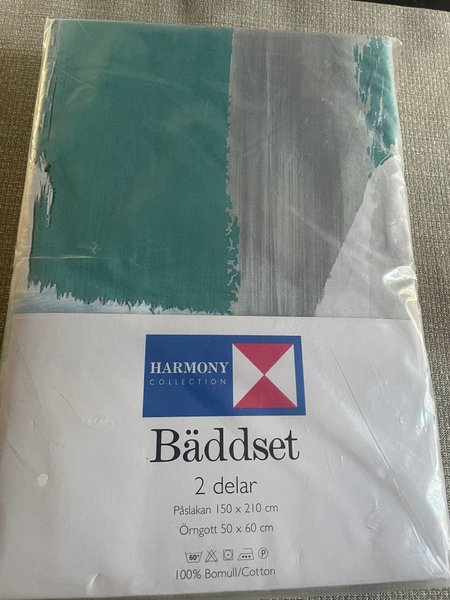 HARMONY
COLLECTION
Bäddset
2 delar
Påslakan 150 x 210 cm
Örngott 50 x 60 cm
60° P
100% Bomull/Cotton